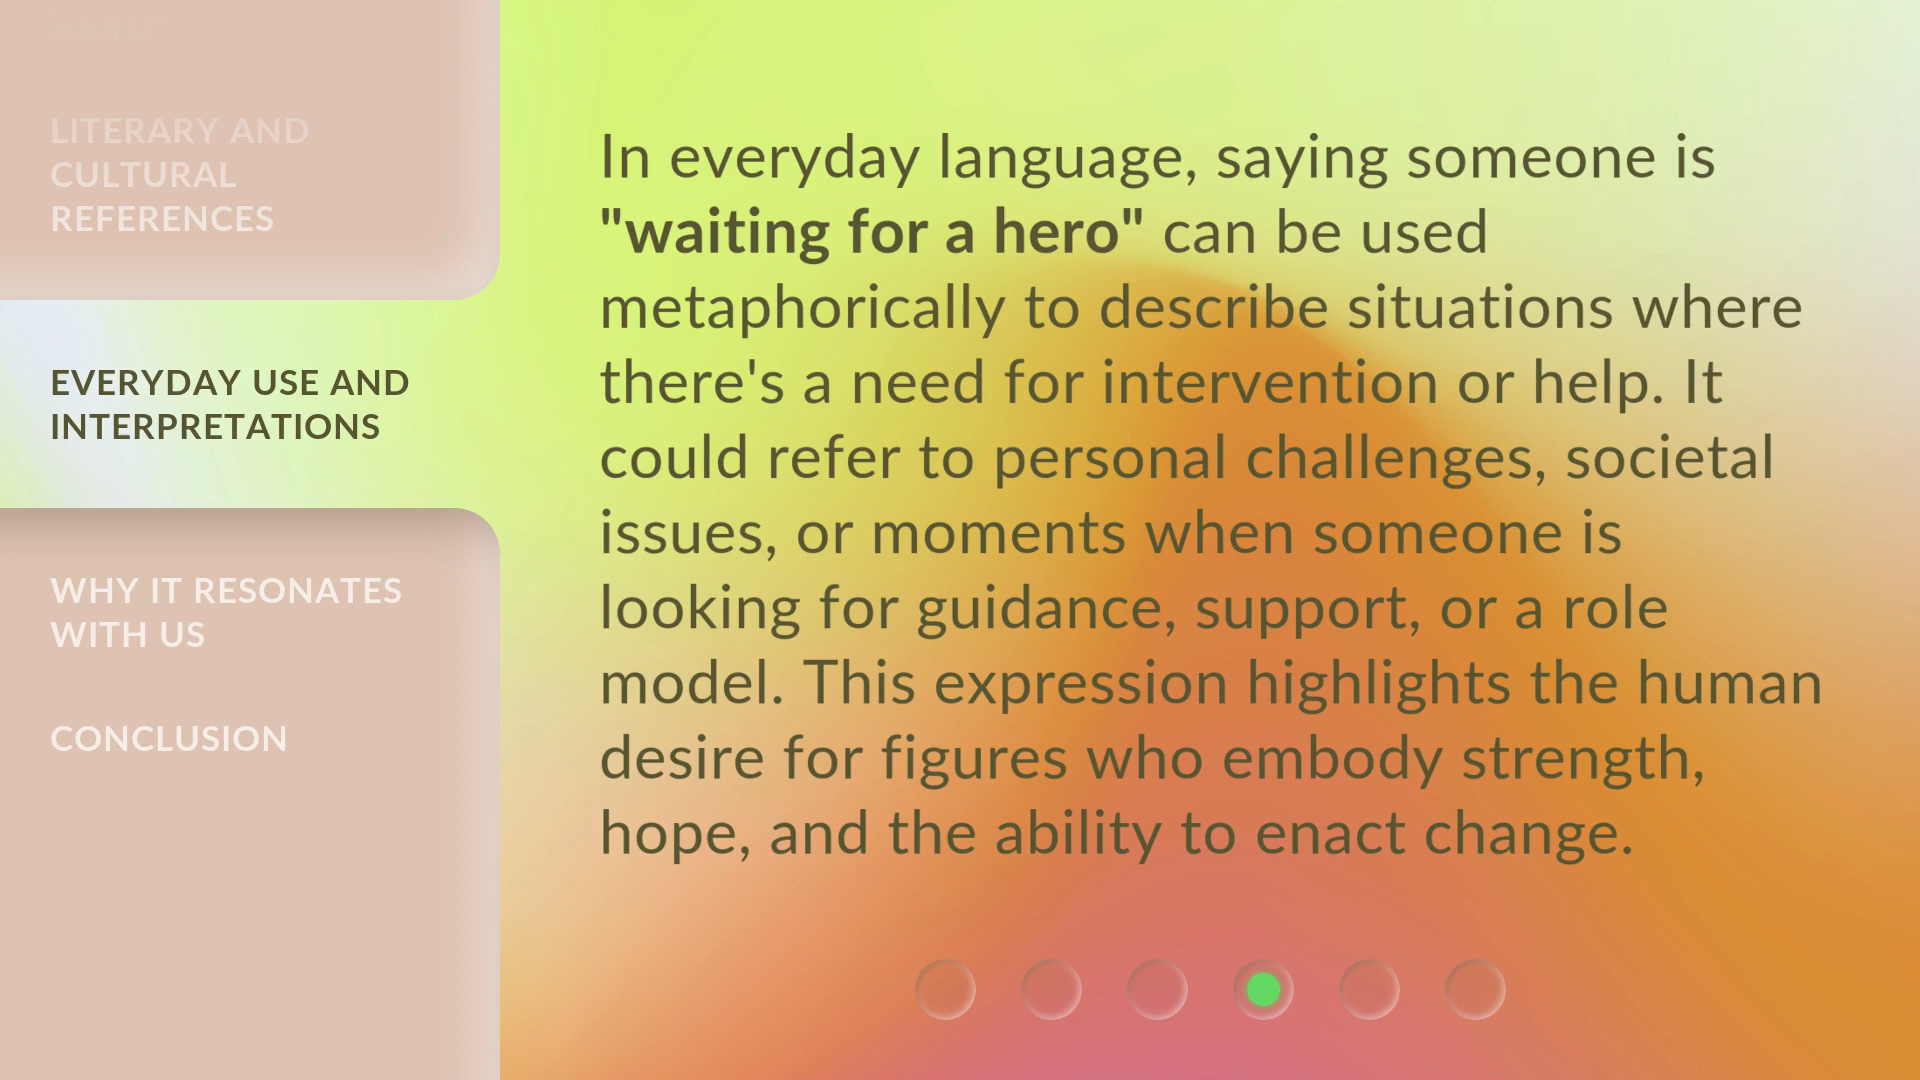 LITERARY AND
CULTURAL
REFERENCES
EVERYDAY USE AND
INTERPRETATIONS
WHY IT RESONATES
WITH US
CONCLUSION
In everyday language, saying someone is
"waiting for a hero" can be used
metaphorically to describe situations where
there's a need for intervention or help. It
could refer to personal challenges, societal
issues, or moments when someone is
looking for guidance, support, or a role
model. This expression highlights the human
desire for figures who embody strength,
hope, and the ability to enact change.